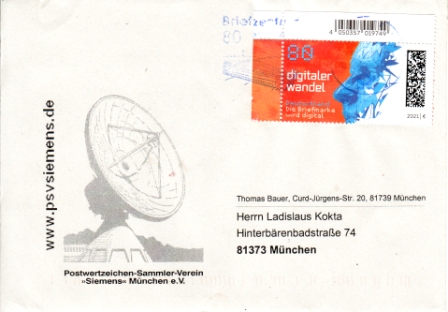 Briefzentrum
80
4 050357 019749
80
digitaler
wandel
Deutschland
Die Briefmarke
wird digital
2021 | €
www.psvsiemens.de
Thomas Bauer, Curd-Jürgens-Str. 20, 81739 München
Herrn Ladislaus Kokta
Hinterbärenbadstraße 74
81373 München
Postwertzeichen-Sammler-Verein
»Siemens« München e.V.